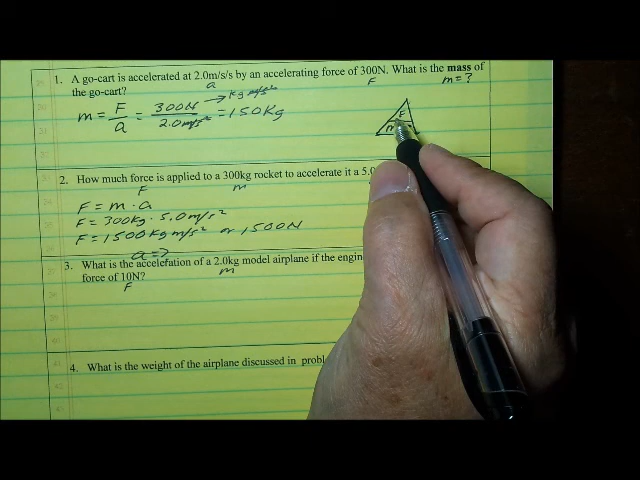 1. A go-cart is accelerated at 2.0m/s/s by an accelerating force of 300N. What is the mass of
a F m=?
the go-cart?
→ kg m/s²
m = F/a = 300N/2.0m/s² = 150Kg
F
m
2. How much force is applied to a 300kg rocket to accelerate it a 5.0
F m
F = m · a
F = 300Kg · 5.0m/s²
F = 1500Kg m/s² or 1500N
a=?
3. What is the acceleration of a 2.0kg model airplane if the engin
m
force of 10N?
F
4. What is the weight of the airplane discussed in probl